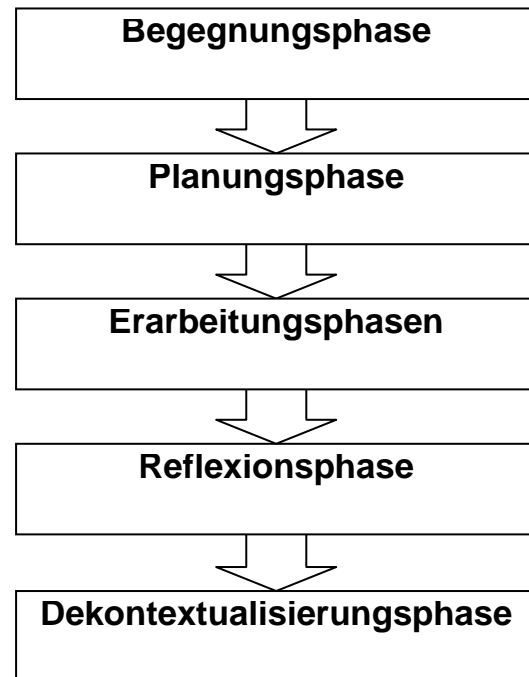 Begegnungsphase
Planungsphase
Erarbeitungsphasen
Reflexionsphase
Dekontextualisierungsphase